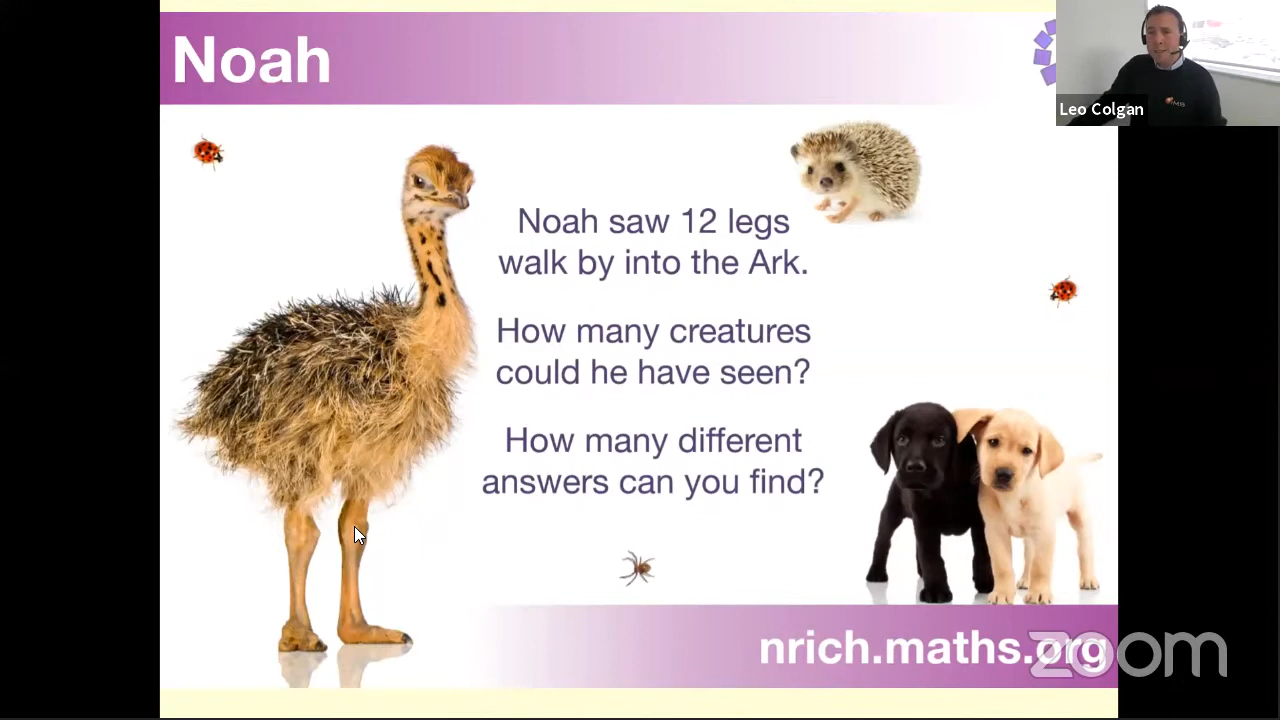 Noah
Leo Colgan
Noah saw 12 legs
walk by into the Ark.
How many creatures
could he have seen?
How many different
answers can you find?
nrich.maths.org
zoom